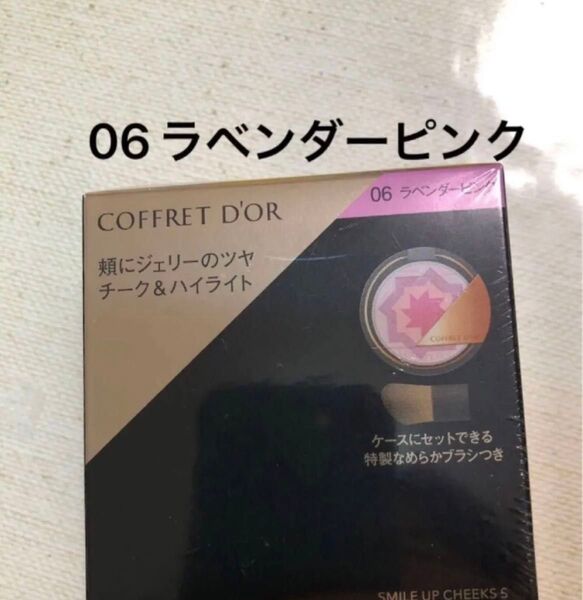 06 ラベンダーピンク
06 ラベンダーピンク
COFFRET D'OR
頬にジェリーのツヤ
チーク＆ハイライト
COFFRET D'OR
ケースにセットできる
特製なめらかブラシつき
SMILE UP CHEEKS S